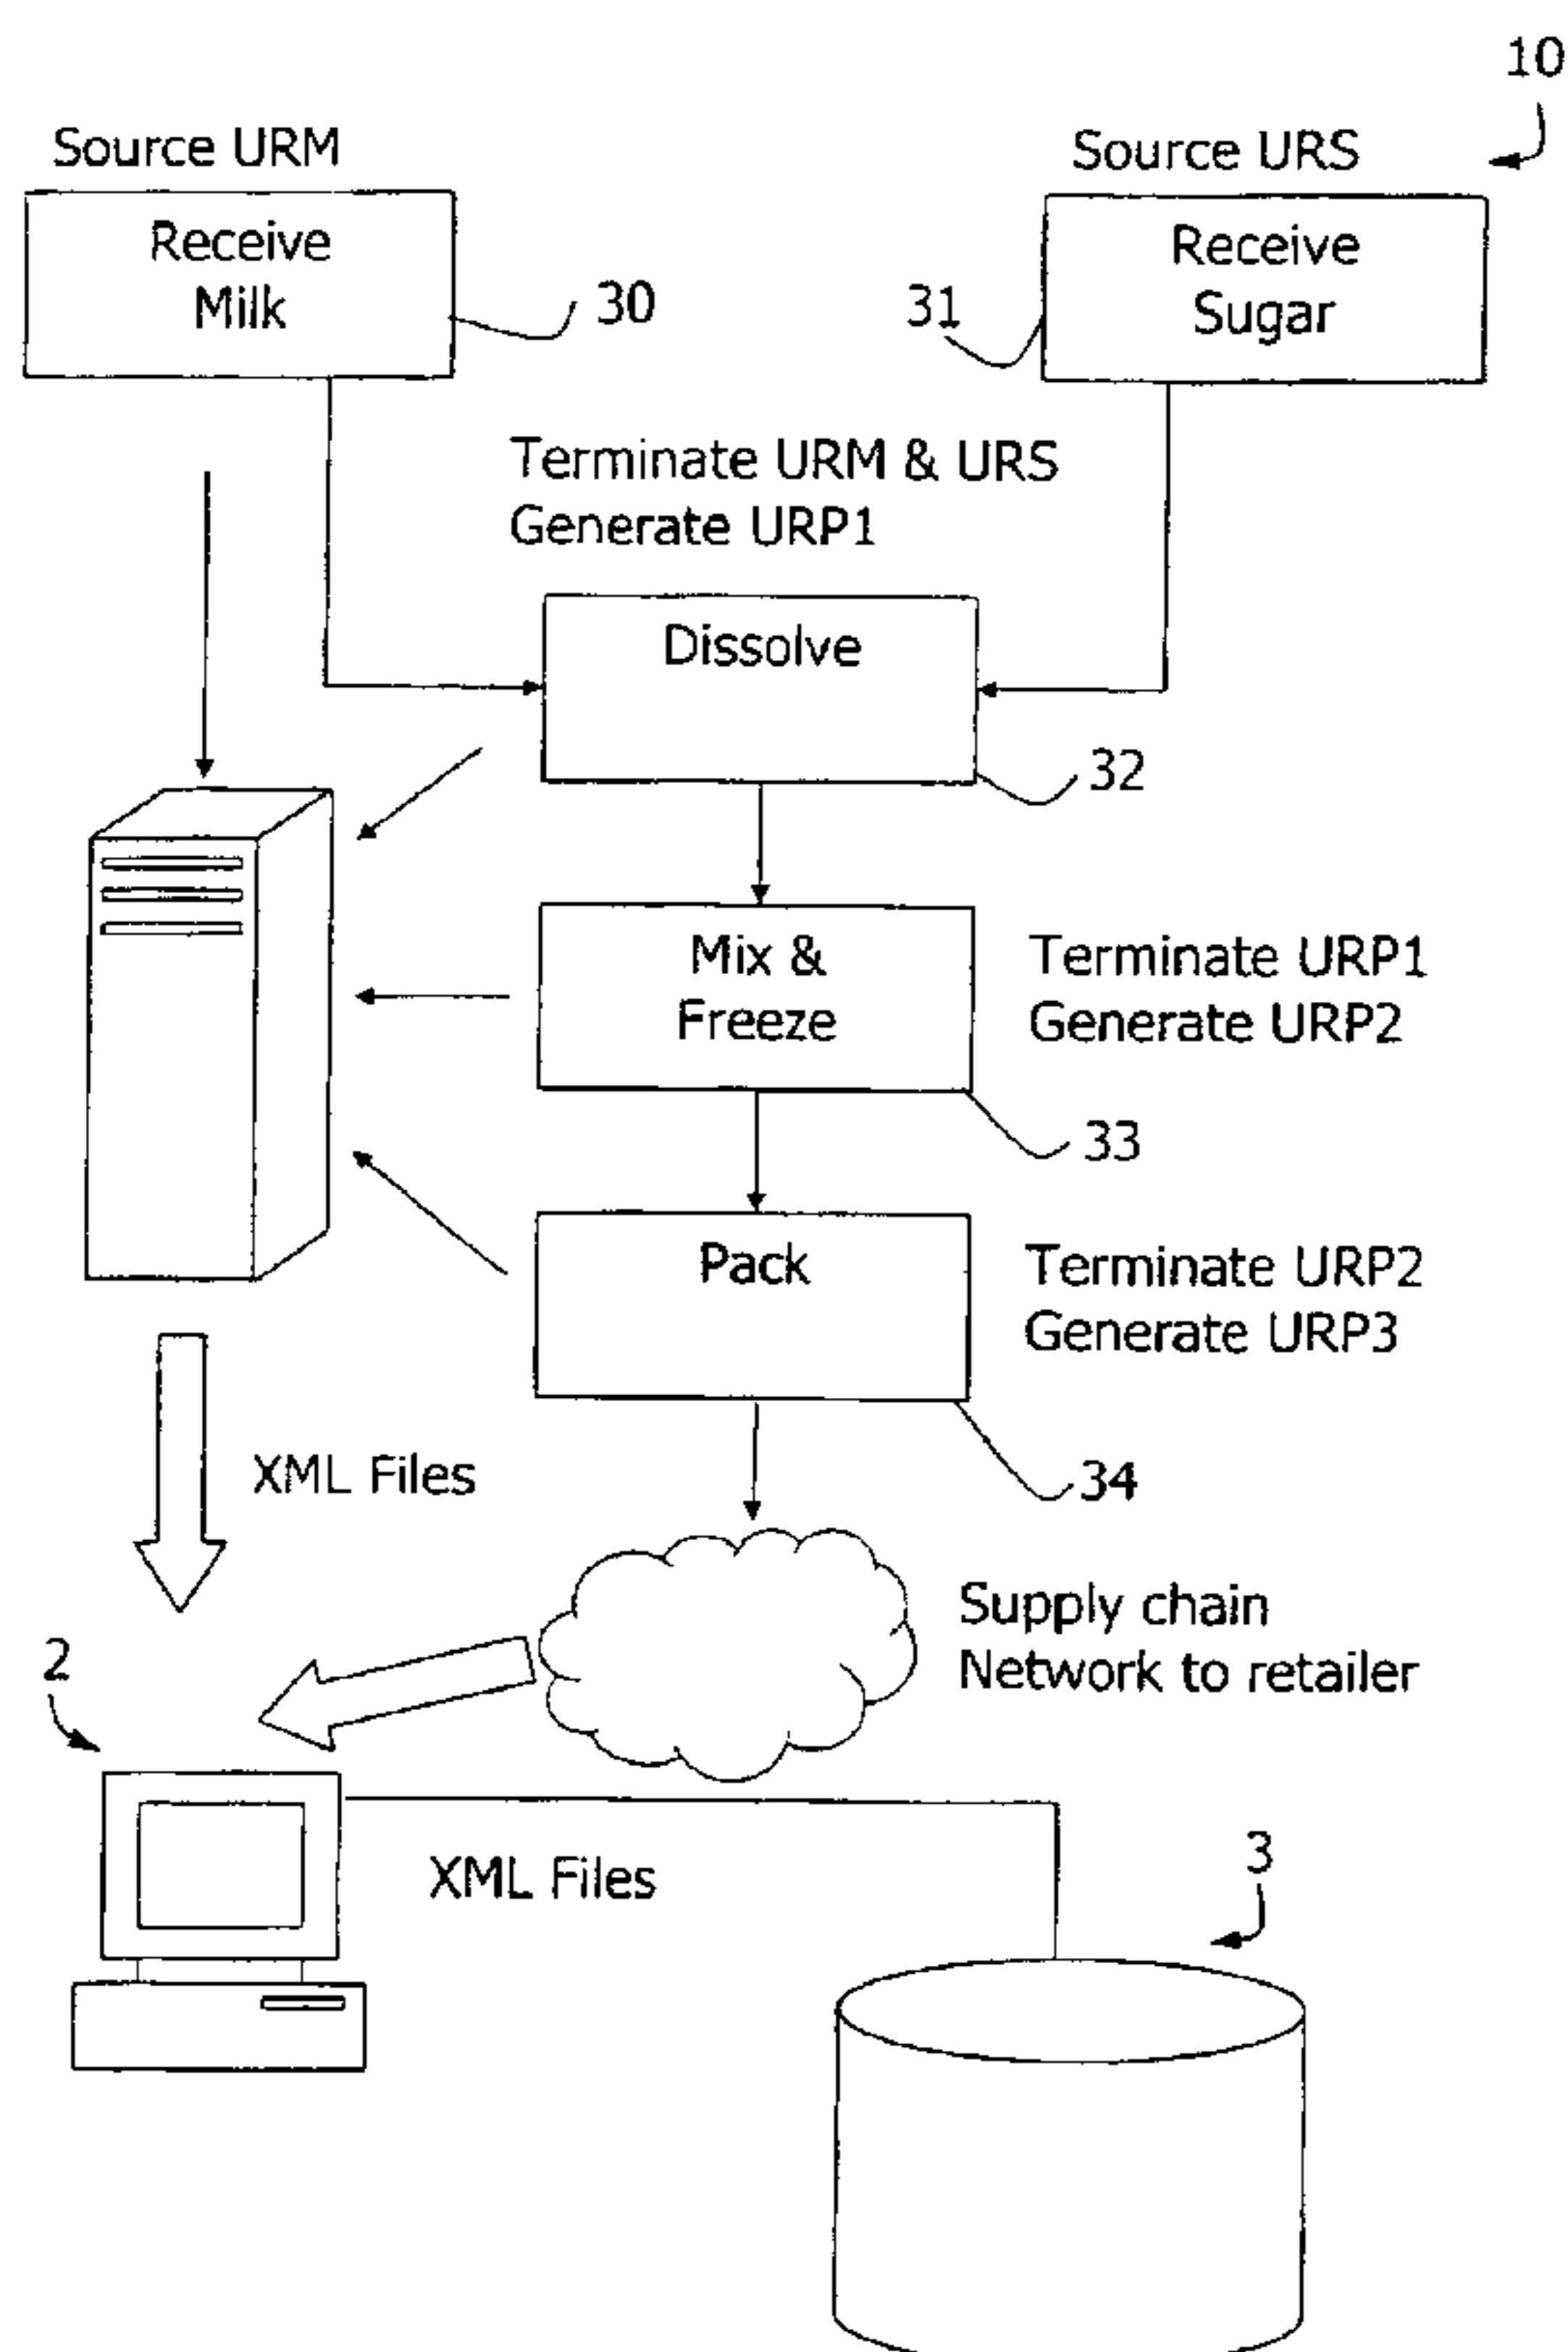 10
Source URM
Source URS
Receive
Milk
30
31
Receive
Sugar
Terminate URM & URS
Generate URP1
Dissolve
32
Mix &
Freeze
Terminate URP1
Generate URP2
33
Pack
Terminate URP2
Generate URP3
34
XML Files
Supply chain
Network to retailer
2
XML Files
3